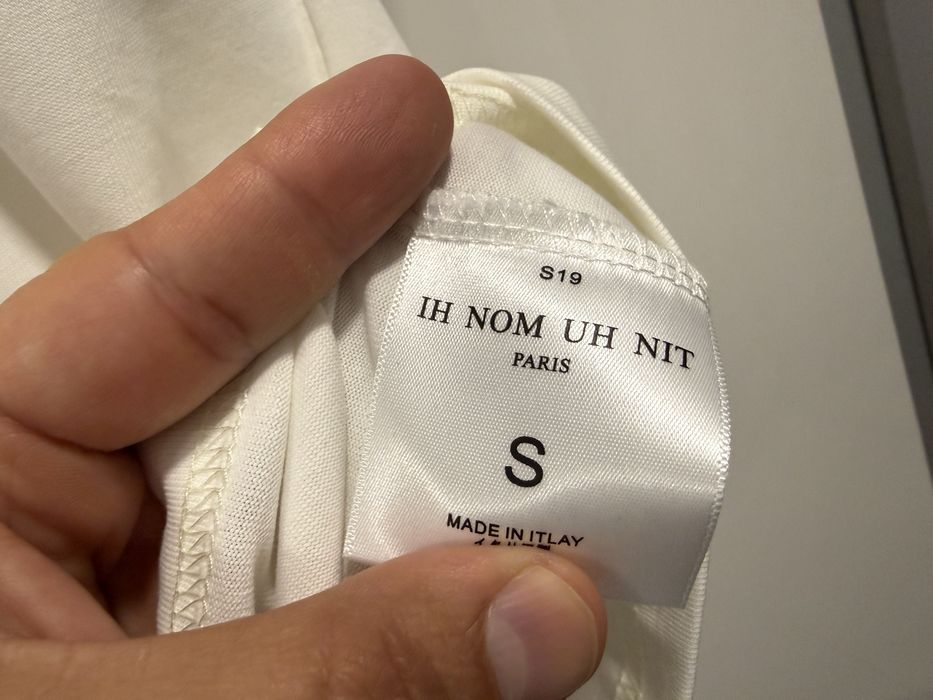 S19
IH NOM UH NIT
PARIS
S
MADE IN ITLAY